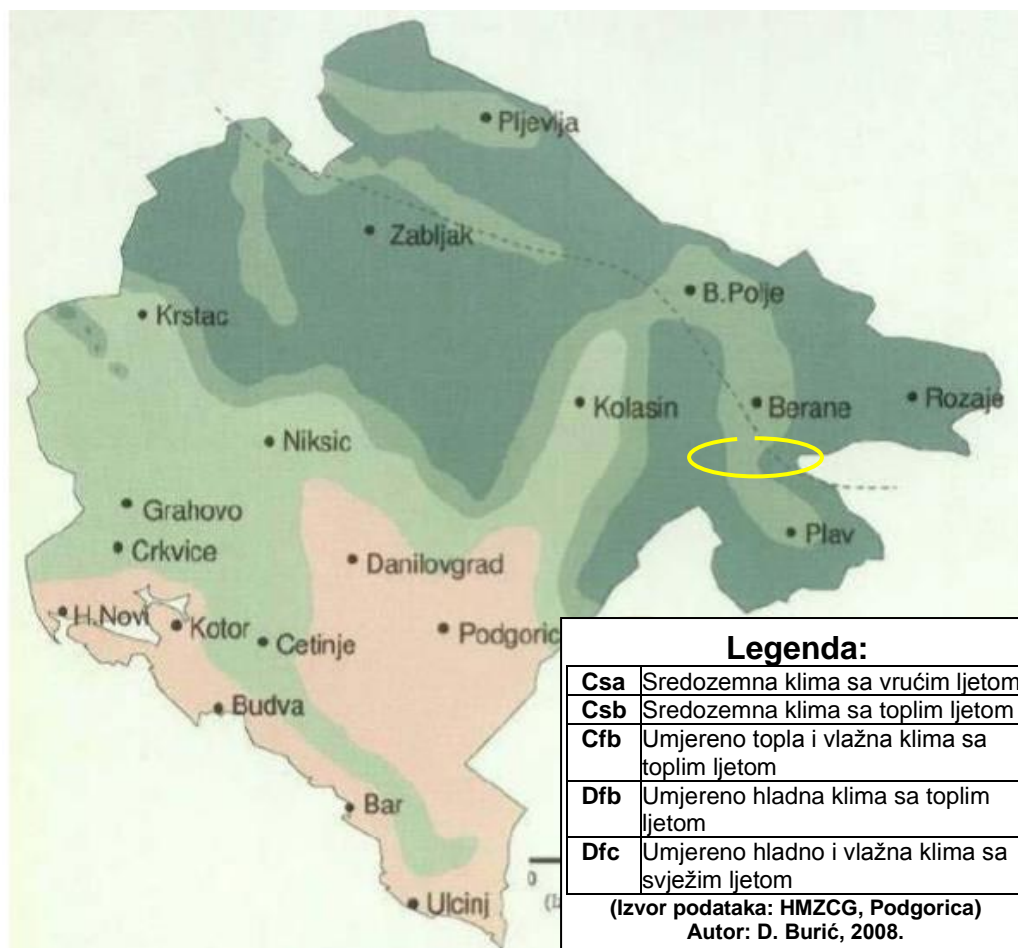 Pljevlja
Zabljak
B.Polje
Krstac
Kolasin
Berane
Rozaje
Niksic
Grahovo
Plav
Crkvice
Danilovgrad
H.Novi
Kotor
Cetinje
Podgoric
Budva
Bar
Ulcinj
0
Legenda:
Csa Sredozemna klima sa vrućim ljetom
Csb Sredozemna klima sa toplim ljetom
Cfb Umjereno topla i vlažna klima sa
toplim ljetom
Dfb Umjereno hladna klima sa toplim
ljetom
Dfc Umjereno hladno i vlažna klima sa
svježim ljetom
(Izvor podataka: HMZCG, Podgorica)
Autor: D. Burić, 2008.